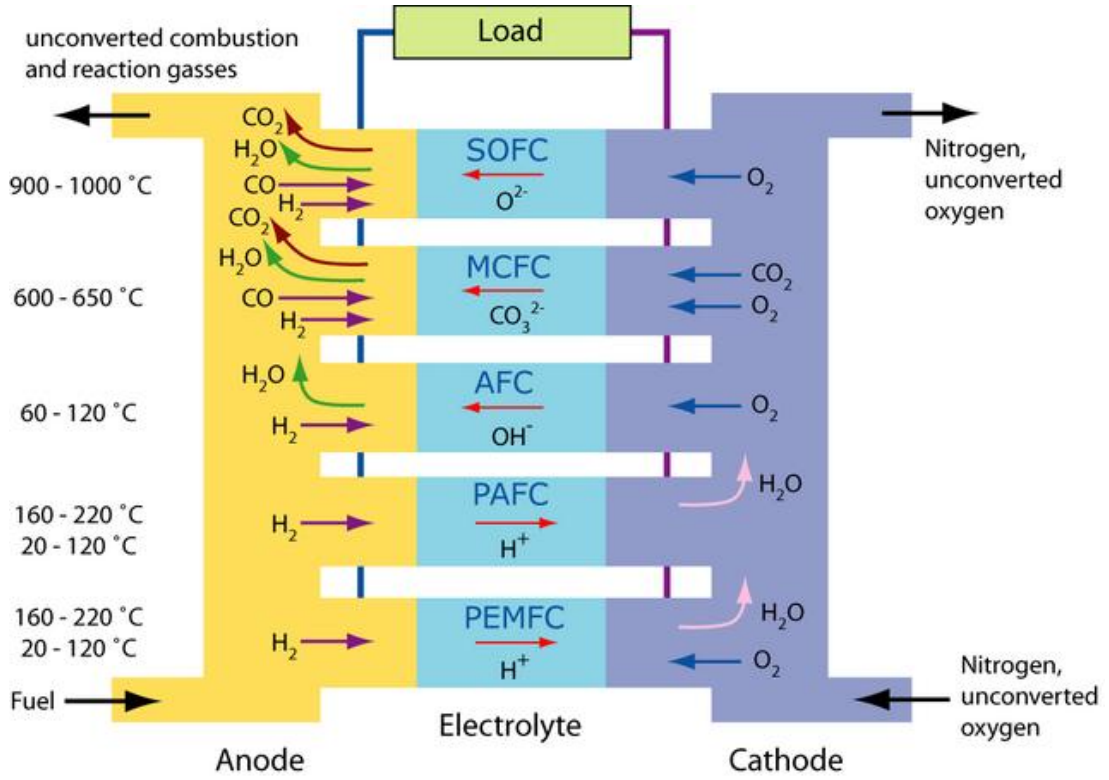 Load
unconverted combustion
and reaction gasses
CO₂
H₂O
900 - 1000 ˚C
CO
H₂
SOFC
O²⁻
O₂
Nitrogen,
unconverted
oxygen
CO₂
H₂O
600 - 650 ˚C
CO
H₂
MCFC
CO₃²⁻
CO₂
O₂
H₂O
60 - 120 ˚C
H₂
AFC
OH⁻
O₂
160 - 220 ˚C
20 - 120 ˚C
H₂
PAFC
H⁺
H₂O
160 - 220 ˚C
20 - 120 ˚C
H₂
PEMFC
H⁺
H₂O
O₂
Fuel
Nitrogen,
unconverted
oxygen
Electrolyte
Anode
Cathode